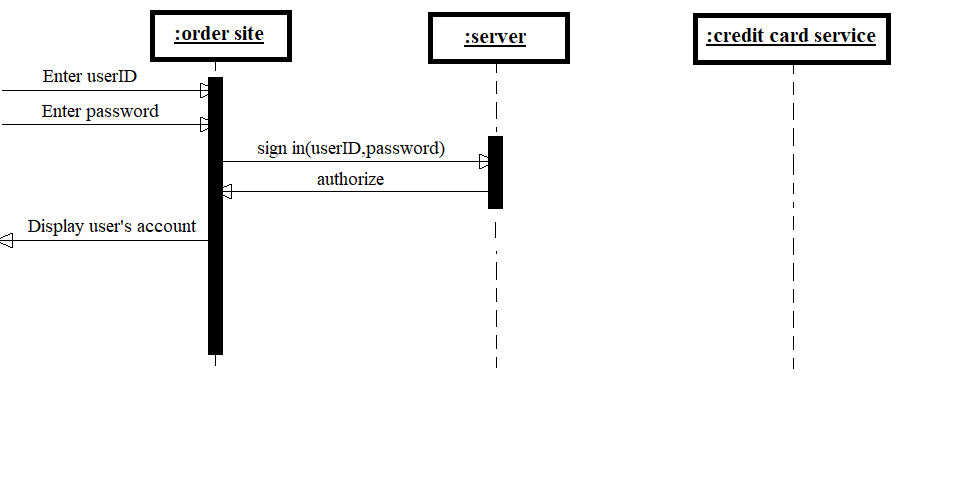 :order site
:server
:credit card service
Enter userID
Enter password
sign in(userID,password)
authorize
Display user's account